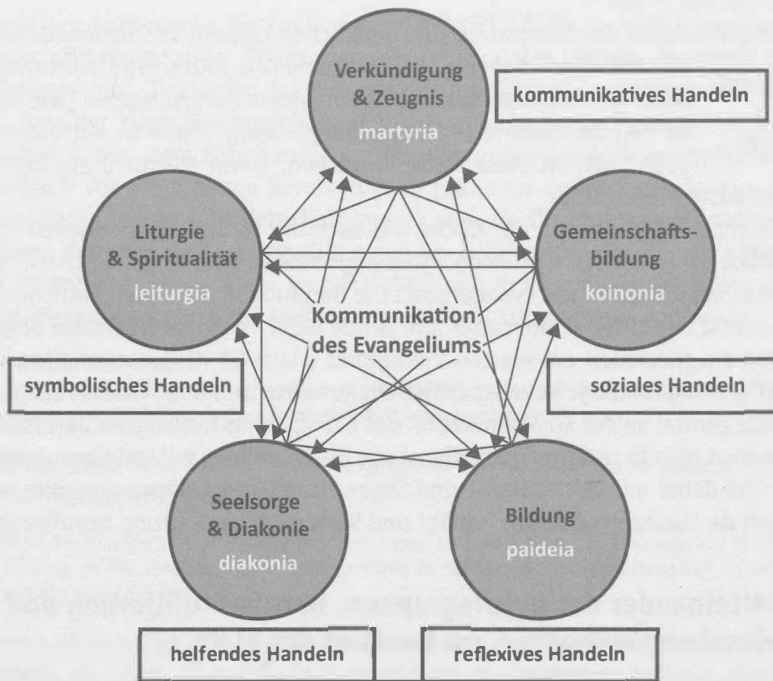 Verkündigung
& Zeugnis
martyria
kommunikatives Handeln
Liturgie
& Spiritualität
leiturgia
Gemeinschafts-
bildung
koinonia
Kommunikation
des Evangeliums
symbolisches Handeln
soziales Handeln
Seelsorge
& Diakonie
diakonia
Bildung
paideia
helfendes Handeln
reflexives Handeln